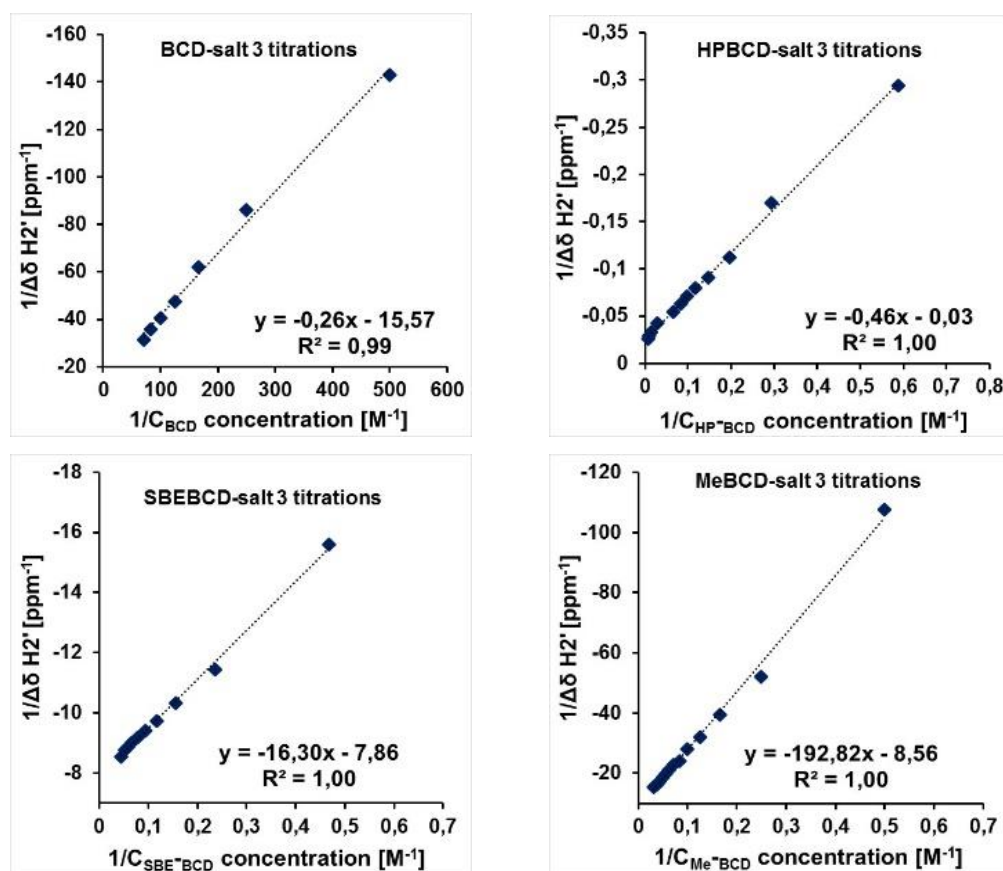 BCD-salt 3 titrations
1/Δδ H2' [ppm⁻¹]
-160
-140
-120
-100
-80
-60
-40
-20
y = -0,26x - 15,57
R² = 0,99
0 100 200 300 400 500 600
1/C_BCD concentration [M⁻¹]
HPBCD-salt 3 titrations
1/Δδ H2' [ppm⁻¹]
-0,35
-0,3
-0,25
-0,2
-0,15
-0,1
-0,05
0
y = -0,46x - 0,03
R² = 1,00
0 0,1 0,2 0,3 0,4 0,5 0,6 0,7 0,8
1/C_HP-BCD concentration [M⁻¹]
SBEBCD-salt 3 titrations
1/Δδ H2' [ppm⁻¹]
-18
-16
-14
-12
-10
-8
y = -16,30x - 7,86
R² = 1,00
0 0,1 0,2 0,3 0,4 0,5 0,6 0,7
1/C_SBE-BCD concentration [M⁻¹]
MeBCD-salt 3 titrations
1/Δδ H2' [ppm⁻¹]
-120
-100
-80
-60
-40
-20
y = -192,82x - 8,56
R² = 1,00
0 0,1 0,2 0,3 0,4 0,5 0,6 0,7
1/C_Me-BCD concentration [M⁻¹]